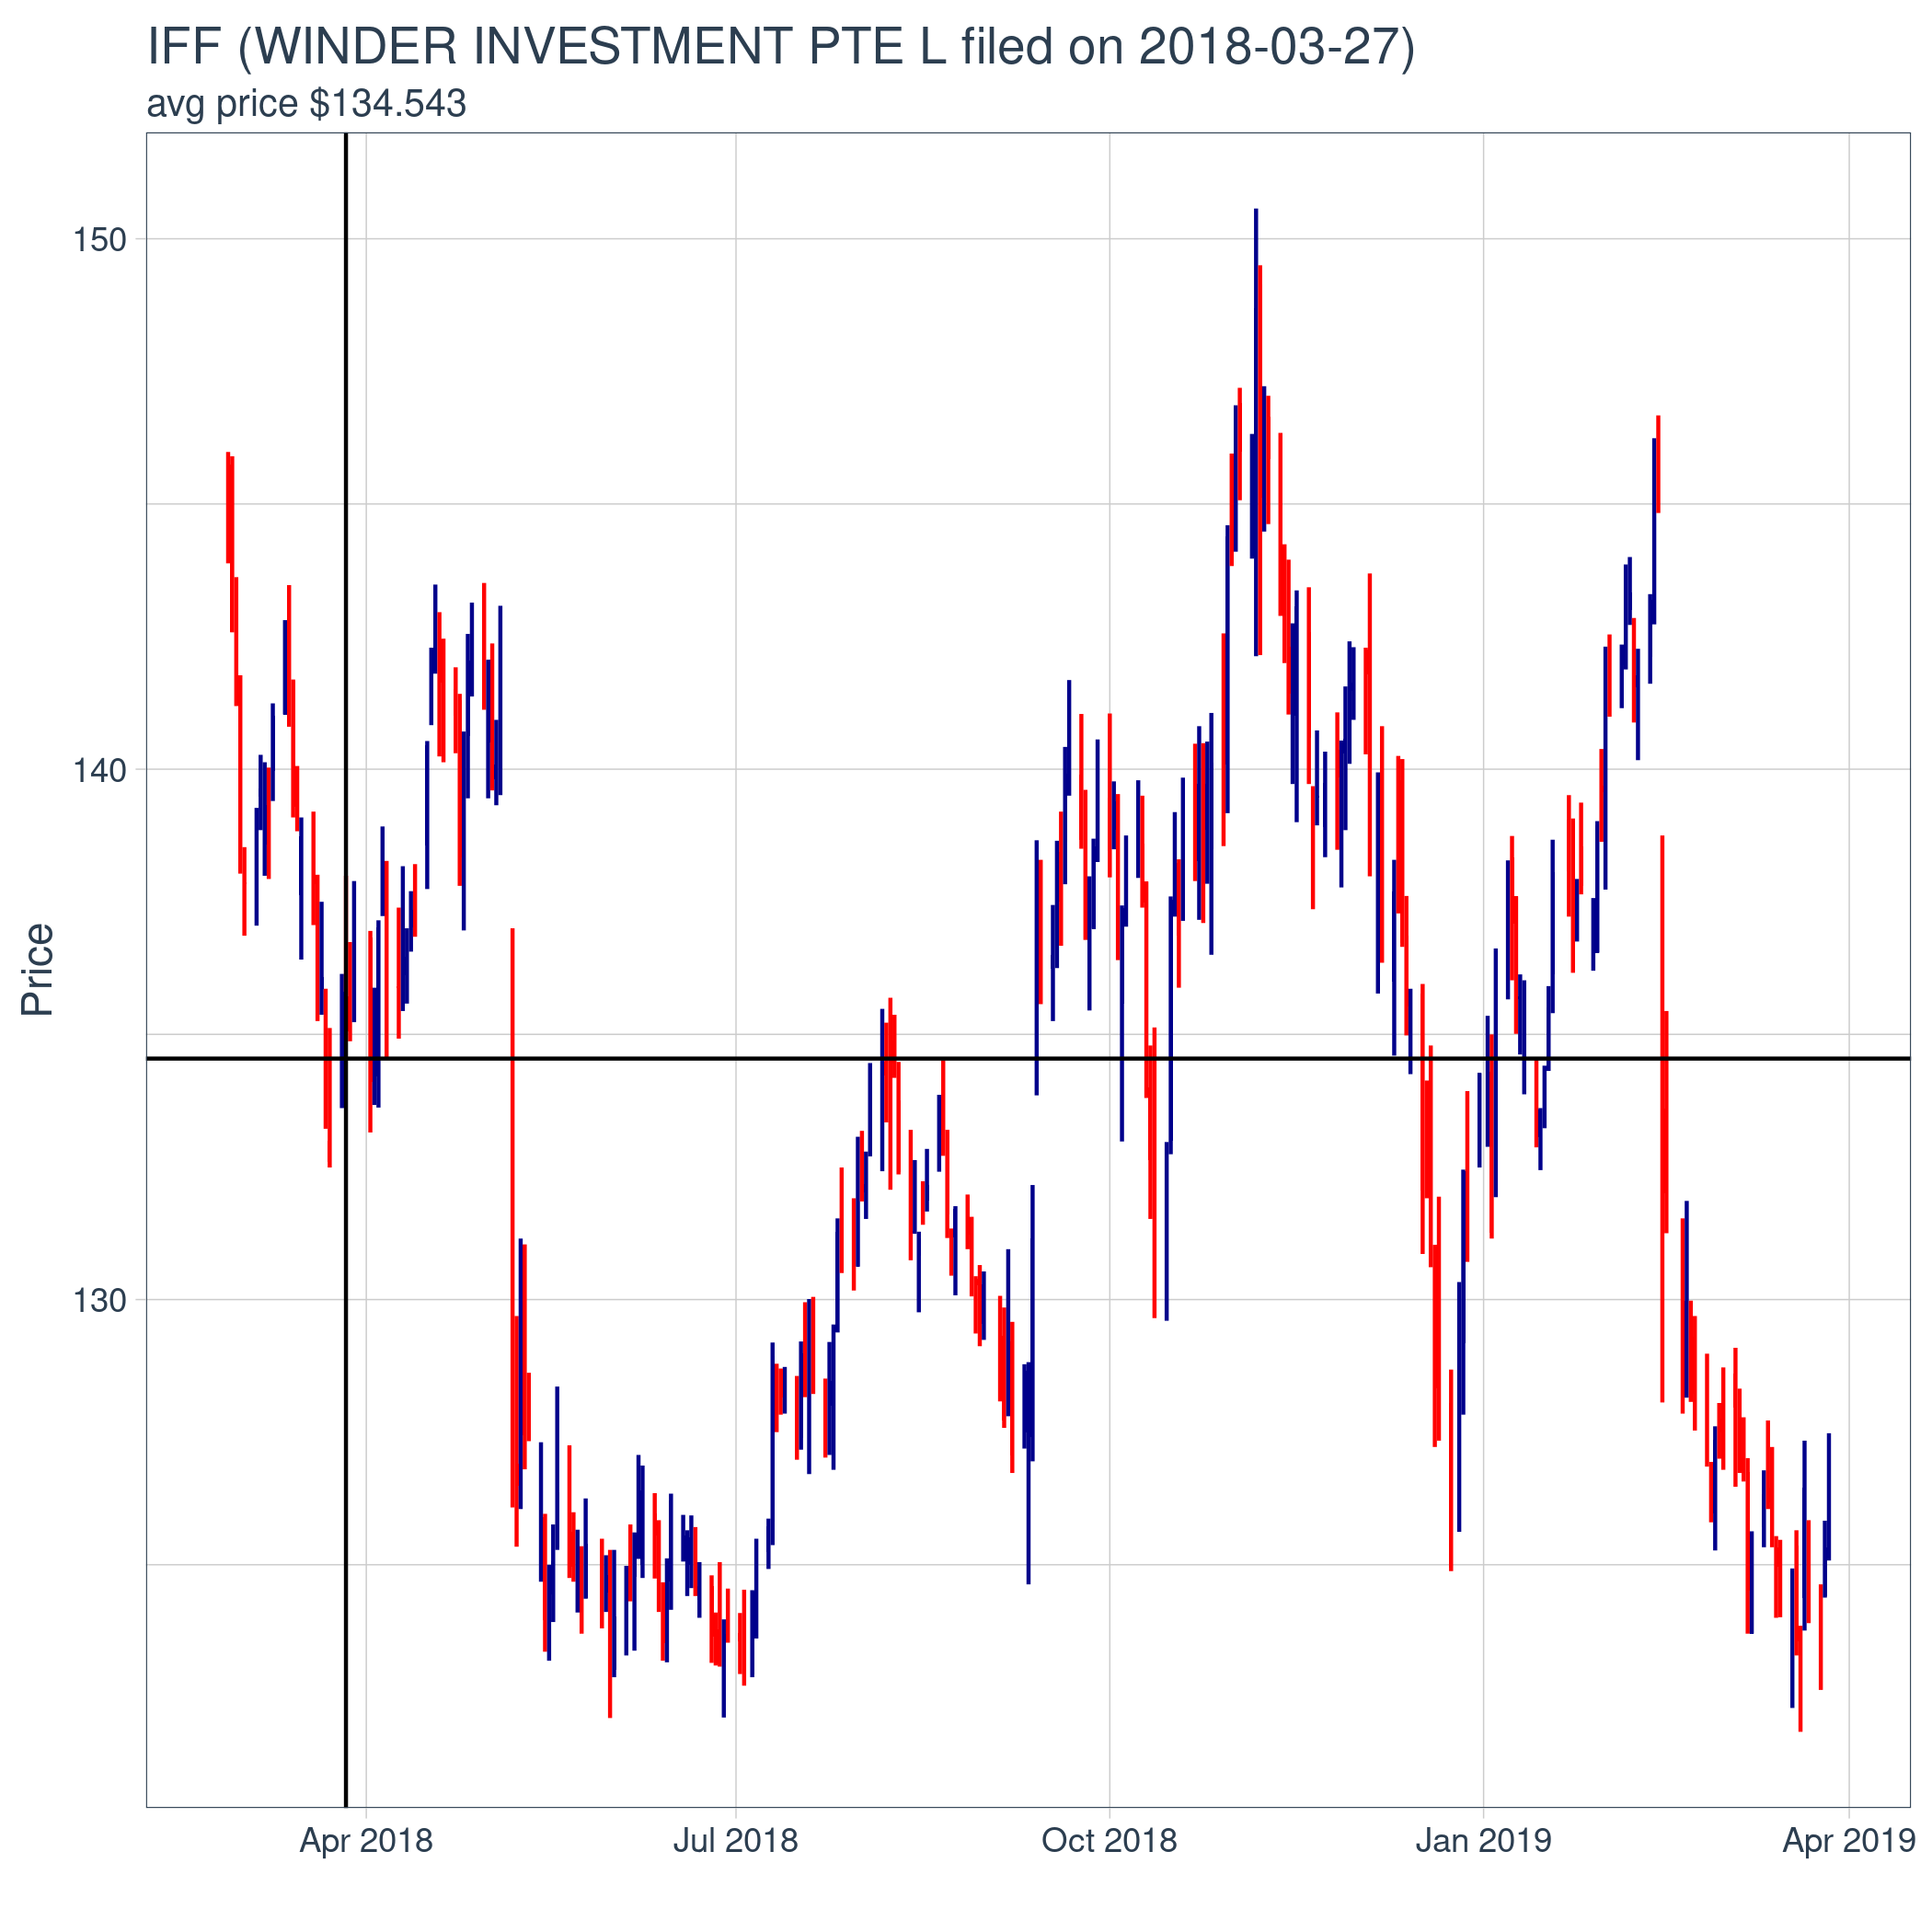 IFF (WINDER INVESTMENT PTE L filed on 2018-03-27)
avg price $134.543
150
140
130
Price
Apr 2018
Jul 2018
Oct 2018
Jan 2019
Apr 2019